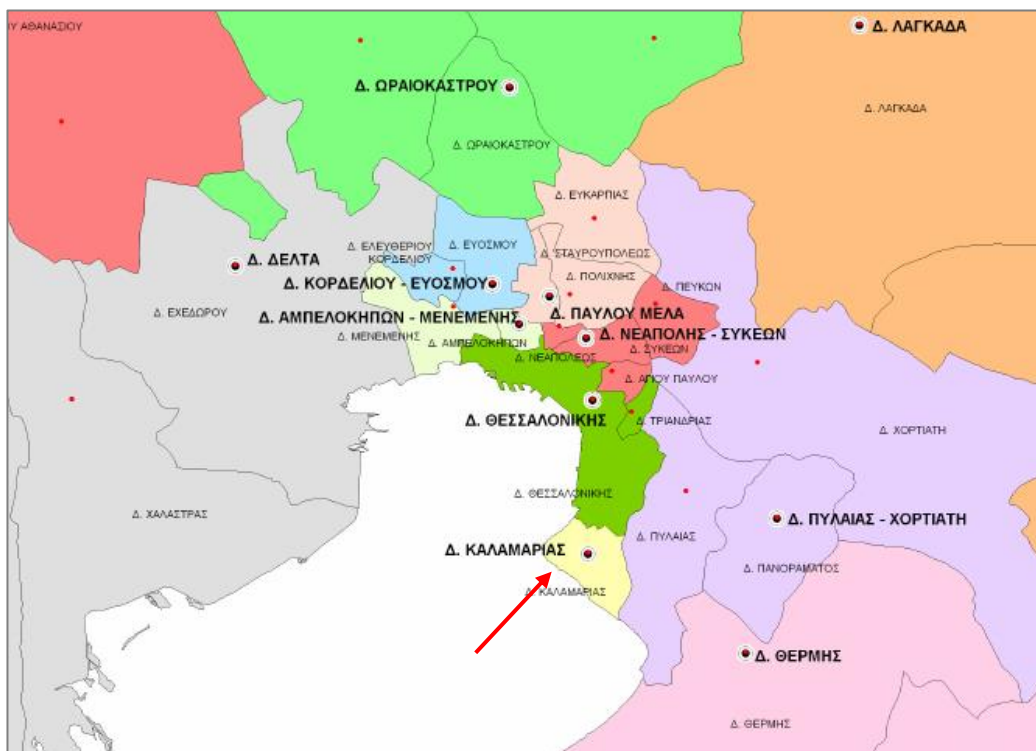 Υ ΑΘΑΝΑΣΙΟΥ
Δ. ΛΑΓΚΑΔΑ
Δ. ΩΡΑΙΟΚΑΣΤΡΟΥ
Δ. ΛΑΓΚΑΔΑ
Δ. ΩΡΑΙΟΚΑΣΤΡΟΥ
Δ. ΕΥΚΑΡΠΙΑΣ
Δ. ΕΛΕΥΘΕΡΙΟΥ
ΚΟΡΔΕΛΙΟΥ
Δ. ΕΥΟΣΜΟΥ
Δ. ΣΤΑΥΡΟΥΠΟΛΕΩΣ
Δ. ΔΕΛΤΑ
Δ. ΠΟΛΙΧΝΗΣ
Δ. ΚΟΡΔΕΛΙΟΥ - ΕΥΟΣΜΟΥ
Δ. ΠΕΥΚΩΝ
Δ. ΕΧΕΔΩΡΟΥ
Δ. ΑΜΠΕΛΟΚΗΠΩΝ - ΜΕΝΕΜΕΝΗΣ
Δ. ΠΑΥΛΟΥ ΜΕΛΑ
Δ. ΜΕΝΕΜΕΝΗΣ
Δ. ΑΜΠΕΛΟΚΗΠΩΝ
Δ. ΝΕΑΠΟΛΗΣ - ΣΥΚΕΩΝ
Δ. ΝΕΑΠΟΛΕΩΣ
Δ. ΣΥΚΕΩΝ
Δ. ΑΓΙΟΥ ΠΑΥΛΟΥ
Δ. ΘΕΣΣΑΛΟΝΙΚΗΣ
Δ. ΤΡΙΑΝΔΡΙΑΣ
Δ. ΧΟΡΤΙΑΤΗ
Δ. ΘΕΣΣΑΛΟΝΙΚΗΣ
Δ. ΧΑΛΑΣΤΡΑΣ
Δ. ΠΥΛΑΙΑΣ - ΧΟΡΤΙΑΤΗ
Δ. ΠΥΛΑΙΑΣ
Δ. ΚΑΛΑΜΑΡΙΑΣ
Δ. ΠΑΝΟΡΑΜΑΤΟΣ
Δ. ΚΑΛΑΜΑΡΙΑΣ
Δ. ΘΕΡΜΗΣ
Δ. ΘΕΡΜΗΣ